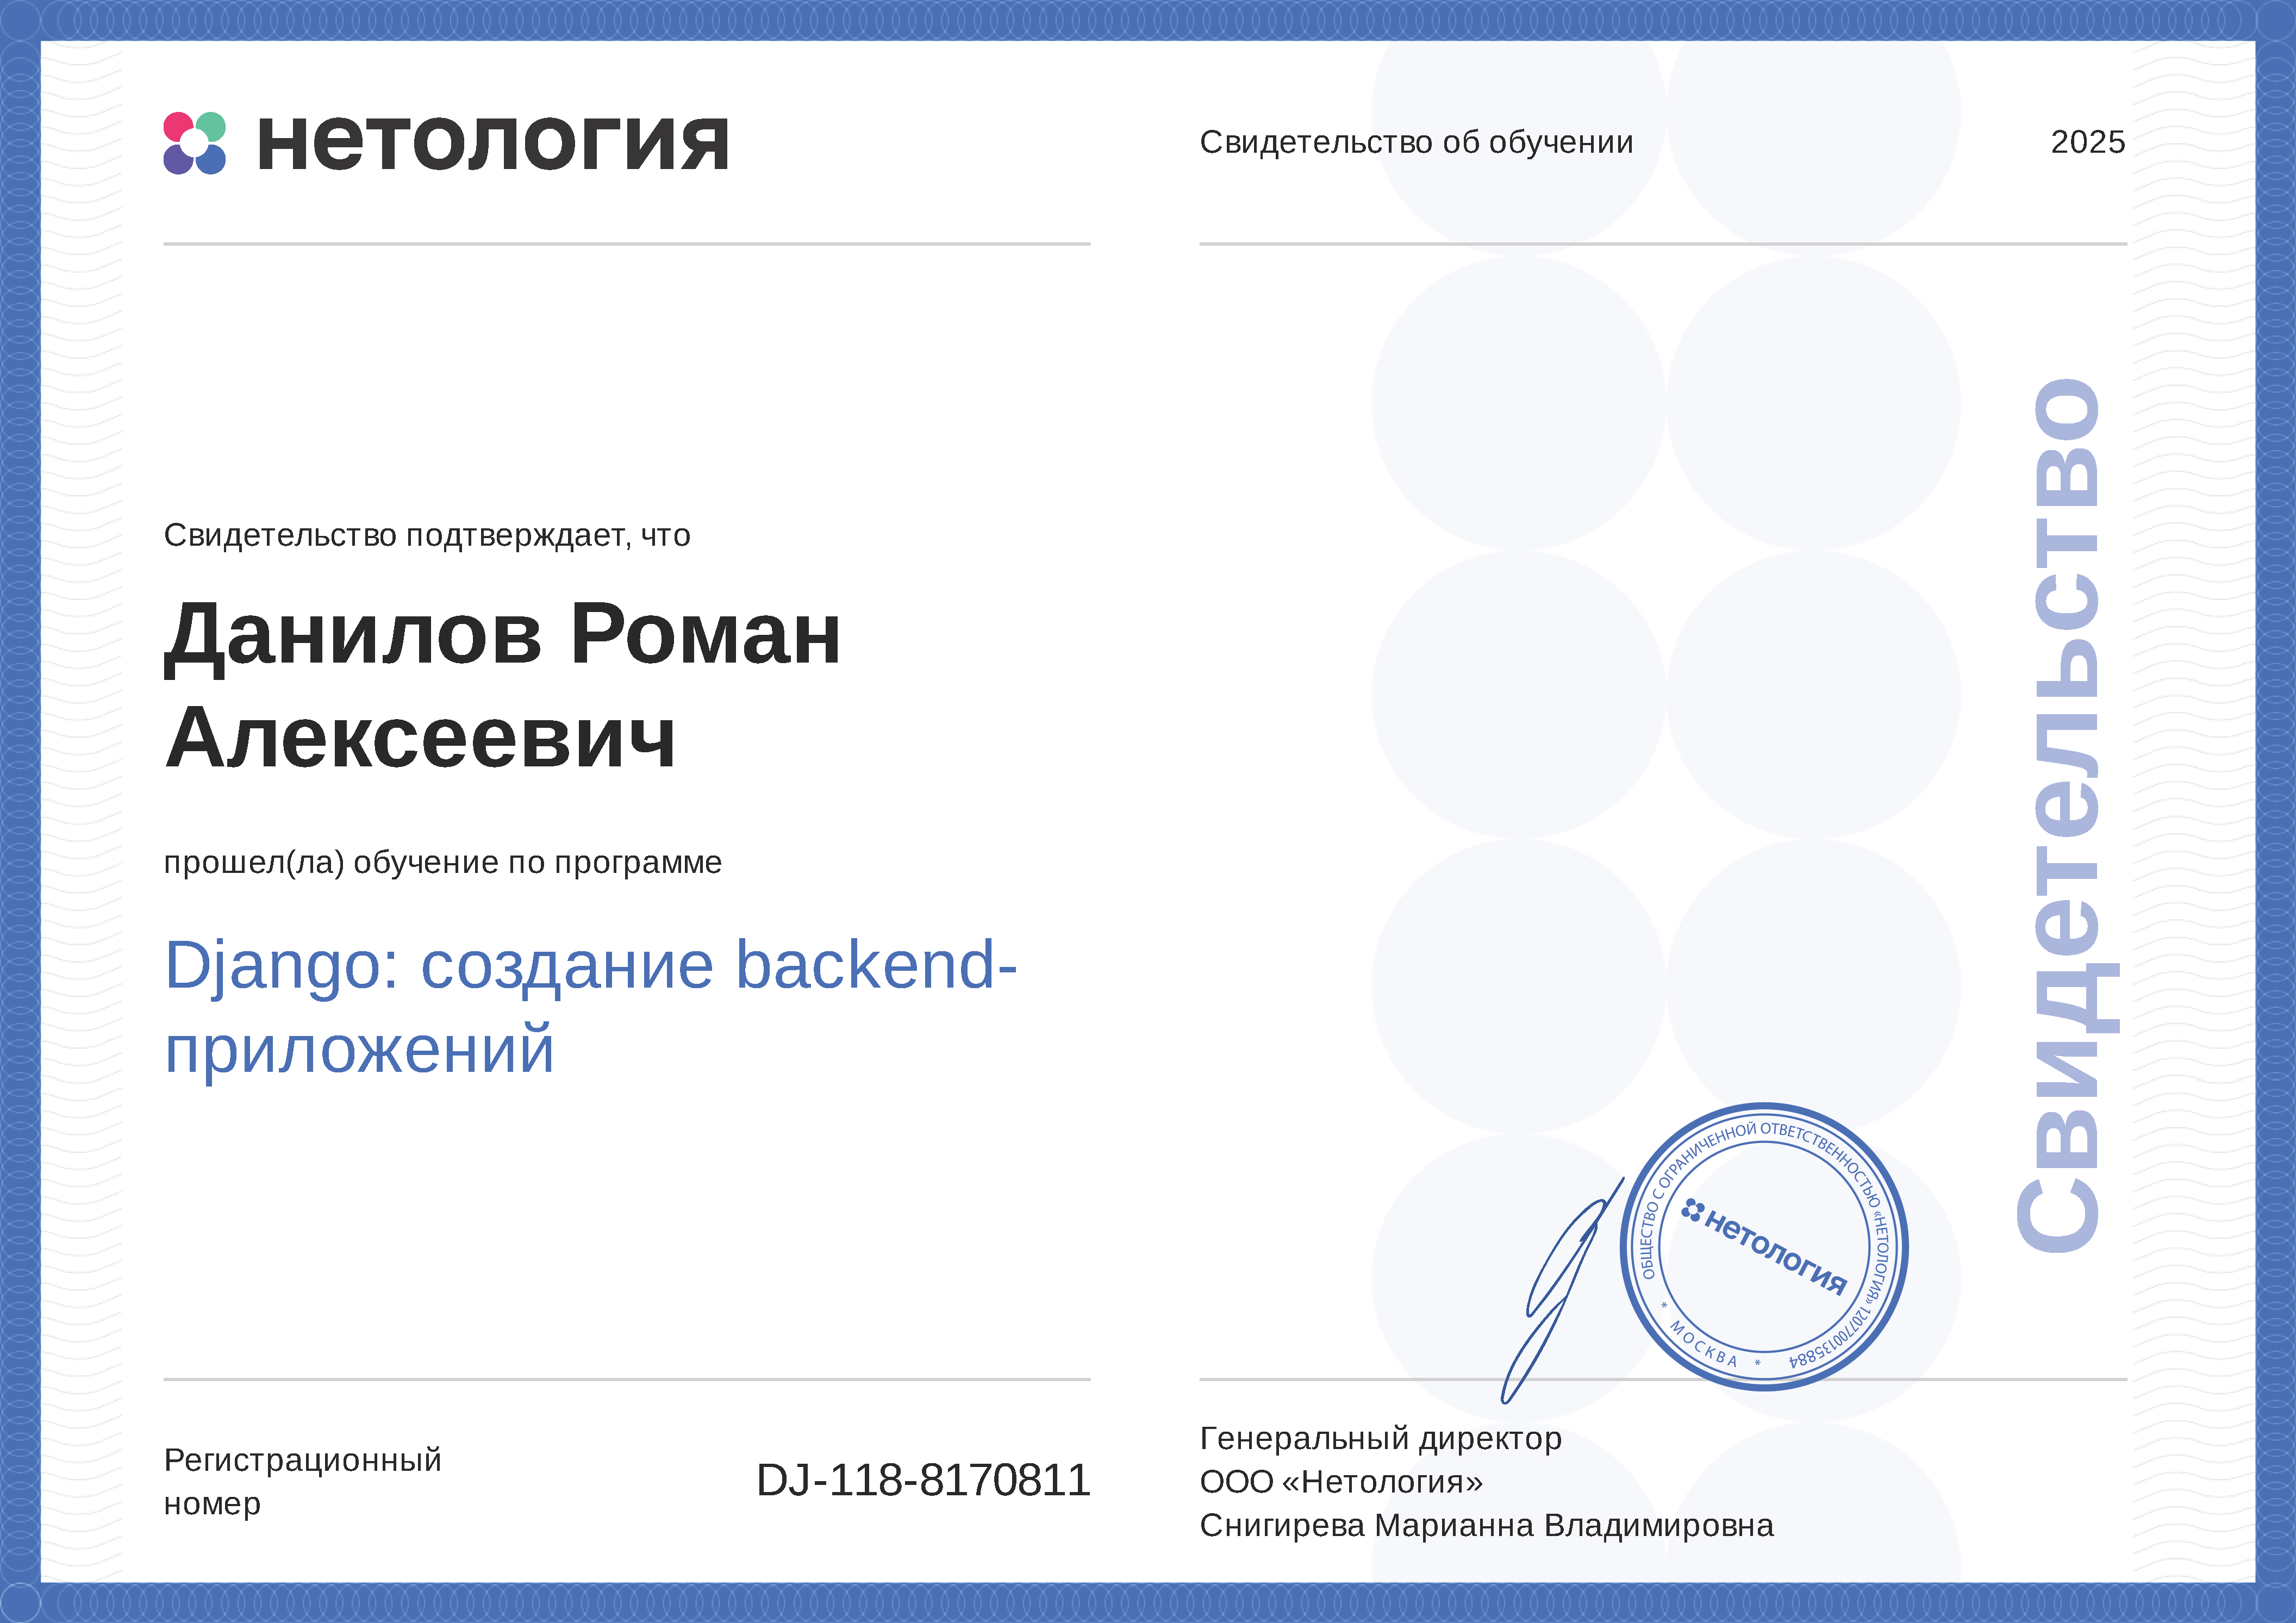 нетология
Свидетельство об обучении
2025
Свидетельство подтверждает, что
Данилов Роман
Алексеевич
прошел(ла) обучение по программе
Django: создание backend-
приложений
Свидетельство
ОБЩЕСТВО С ОГРАНИЧЕННОЙ ОТВЕТСТВЕННОСТЬЮ «НЕТОЛОГИЯ» 1207700135884
* МОСКВА *
нетология
Регистрационный
номер
DJ-118-8170811
Генеральный директор
ООО «Нетология»
Снигирева Марианна Владимировна